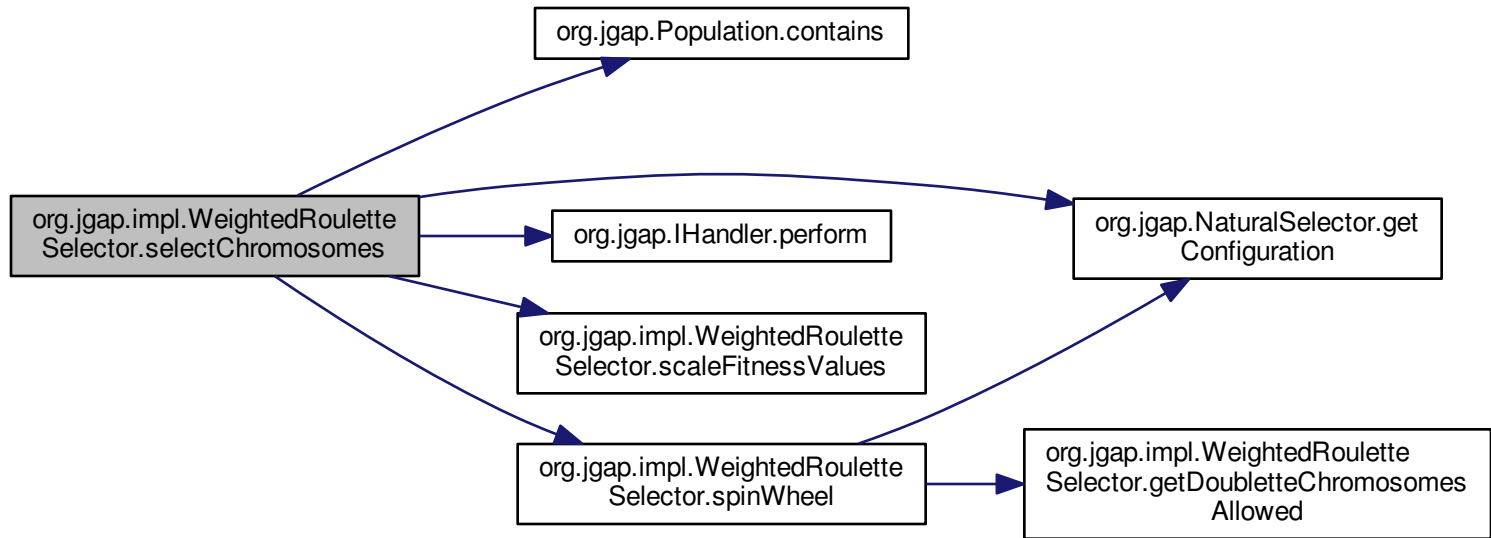 org.jgap.Population.contains
org.jgap.impl.WeightedRoulette
Selector.selectChromosomes
org.jgap.NaturalSelector.get
Configuration
org.jgap.IHandler.perform
org.jgap.impl.WeightedRoulette
Selector.scaleFitnessValues
org.jgap.impl.WeightedRoulette
Selector.spinWheel
org.jgap.impl.WeightedRoulette
Selector.getDoubletteChromosomes
Allowed